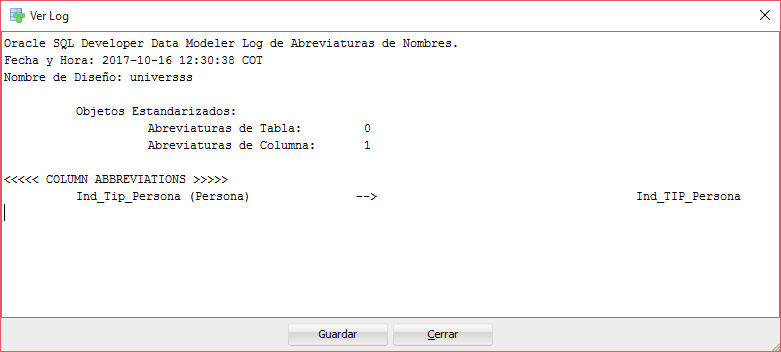 Ver Log
Oracle SQL Developer Data Modeler Log de Abreviaturas de Nombres.
Fecha y Hora: 2017-10-16 12:30:38 COT
Nombre de Diseño: universss
Objetos Estandarizados:
Abreviaturas de Tabla: 0
Abreviaturas de Columna: 1
<<<<< COLUMN ABBREVIATIONS >>>>>
Ind_Tip_Persona (Persona) --> Ind_TIP_Persona
Guardar Cerrar